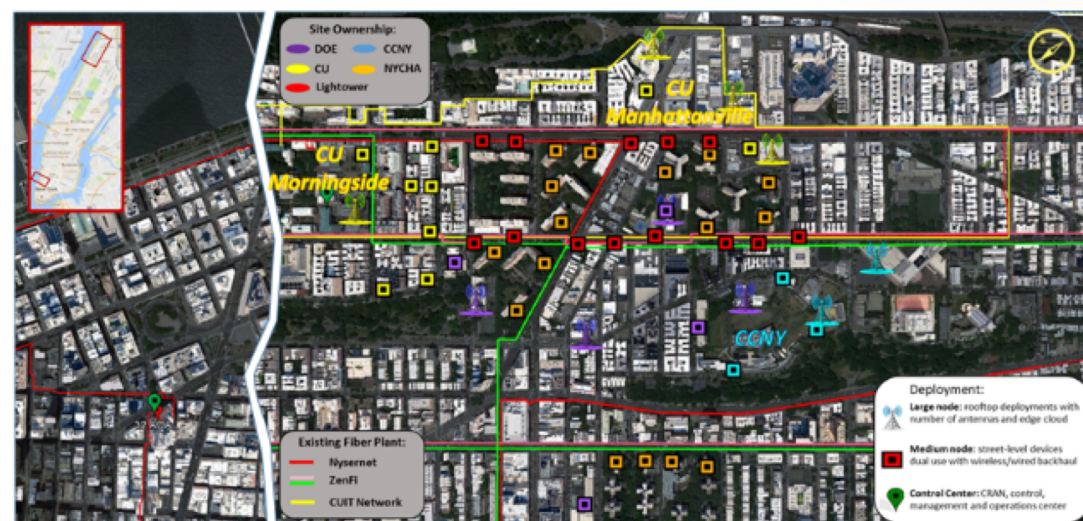 Site Ownership:
DOE
CCNY
CU
NYCHA
Lightower
CU
Manhattonville
CU
Morningside
CCNY
Existing Fiber Plant:
Nysernet
ZenFi
CUIT Network
Deployment:
Large node: rooftop deployments with
number of antennas and edge cloud
Medium node: street-level devices
dual use with wireless/wired backhaul
Control Center: CRAN, control,
management and operations center